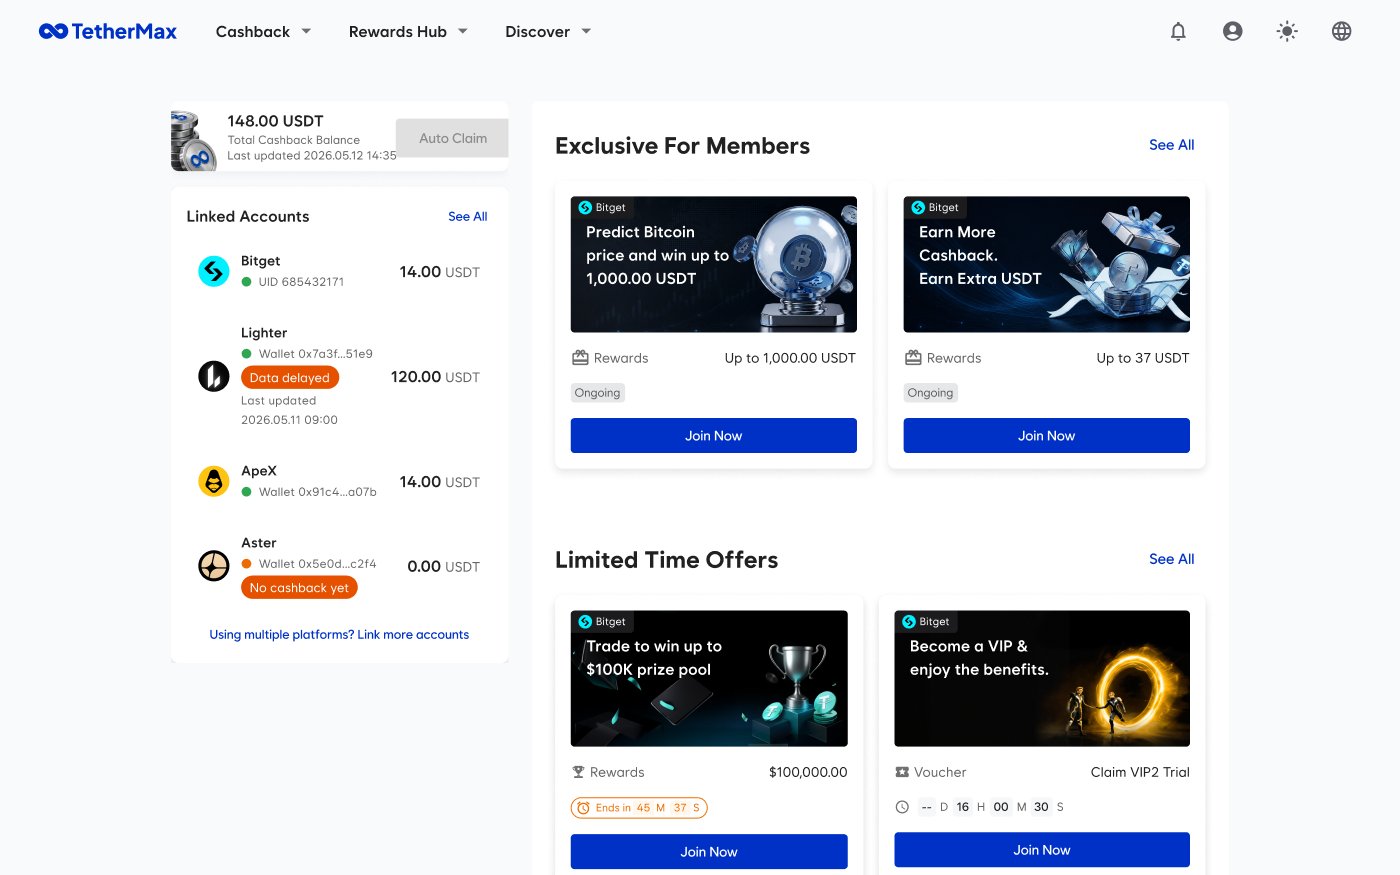 TetherMax
Cashback
Rewards Hub
Discover
148.00 USDT
Total Cashback Balance
Last updated 2026.05.12 14:35
Auto Claim
Linked Accounts
See All
Bitget
UID 685432171
14.00 USDT
Lighter
Wallet 0x7a3f...51e9
Data delayed
Last updated
2026.05.11 09:00
120.00 USDT
ApeX
Wallet 0x91c4...a07b
14.00 USDT
Aster
Wallet 0x5e0d...c2f4
No cashback yet
0.00 USDT
Using multiple platforms? Link more accounts
Exclusive For Members
See All
Bitget
Predict Bitcoin
price and win up to
1,000.00 USDT
Rewards
Up to 1,000.00 USDT
Ongoing
Join Now
Bitget
Earn More
Cashback.
Earn Extra USDT
Rewards
Up to 37 USDT
Ongoing
Join Now
Limited Time Offers
See All
Bitget
Trade to win up to
$100K prize pool
Rewards
$100,000.00
Ends in 45 M 37 S
Join Now
Bitget
Become a VIP &
enjoy the benefits.
Voucher
Claim VIP2 Trial
-- D 16 H 00 M 30 S
Join Now